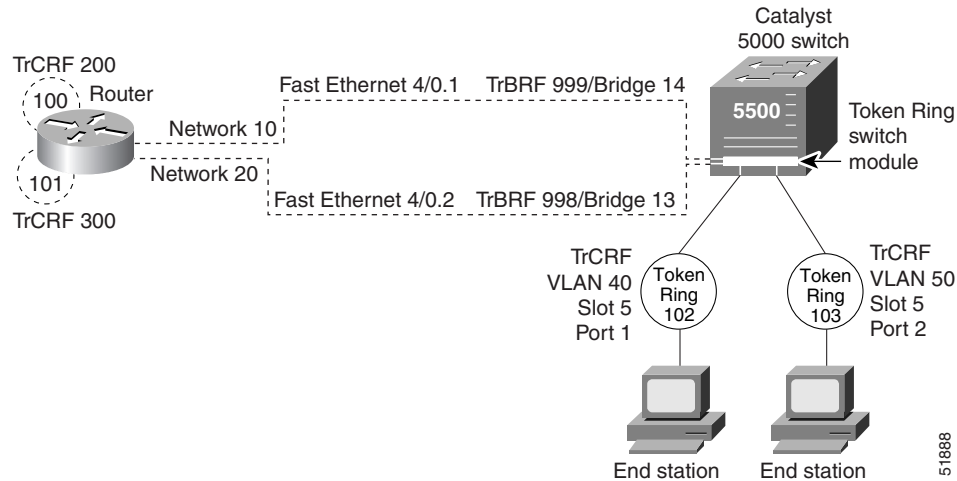 Catalyst
5000 switch
TrCRF 200
100
Router
Fast Ethernet 4/0.1
TrBRF 999/Bridge 14
5500
Token Ring
switch
module
Network 10
101
Network 20
TrCRF 300
Fast Ethernet 4/0.2
TrBRF 998/Bridge 13
TrCRF
VLAN 40
Slot 5
Port 1
Token
Ring
102
Token
Ring
103
TrCRF
VLAN 50
Slot 5
Port 2
End station
End station
51888